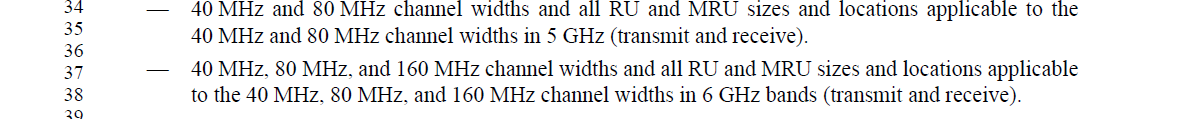 34 — 40 MHz and 80 MHz channel widths and all RU and MRU sizes and locations applicable to the
35 40 MHz and 80 MHz channel widths in 5 GHz (transmit and receive).
36
37 — 40 MHz, 80 MHz, and 160 MHz channel widths and all RU and MRU sizes and locations applicable
38 to the 40 MHz, 80 MHz, and 160 MHz channel widths in 6 GHz bands (transmit and receive).
39